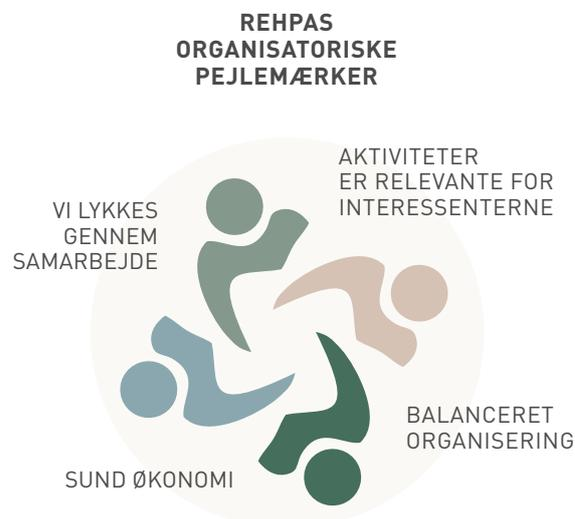 REHPAS
ORGANISATORISKE
PEJLEMÆRKER
AKTIVITETER
ER RELEVANTE FOR
INTERESSENTERNE
VI LYKKES
GENNEM
SAMARBEJDE
BALANCERET
ORGANISERING
SUND ØKONOMI